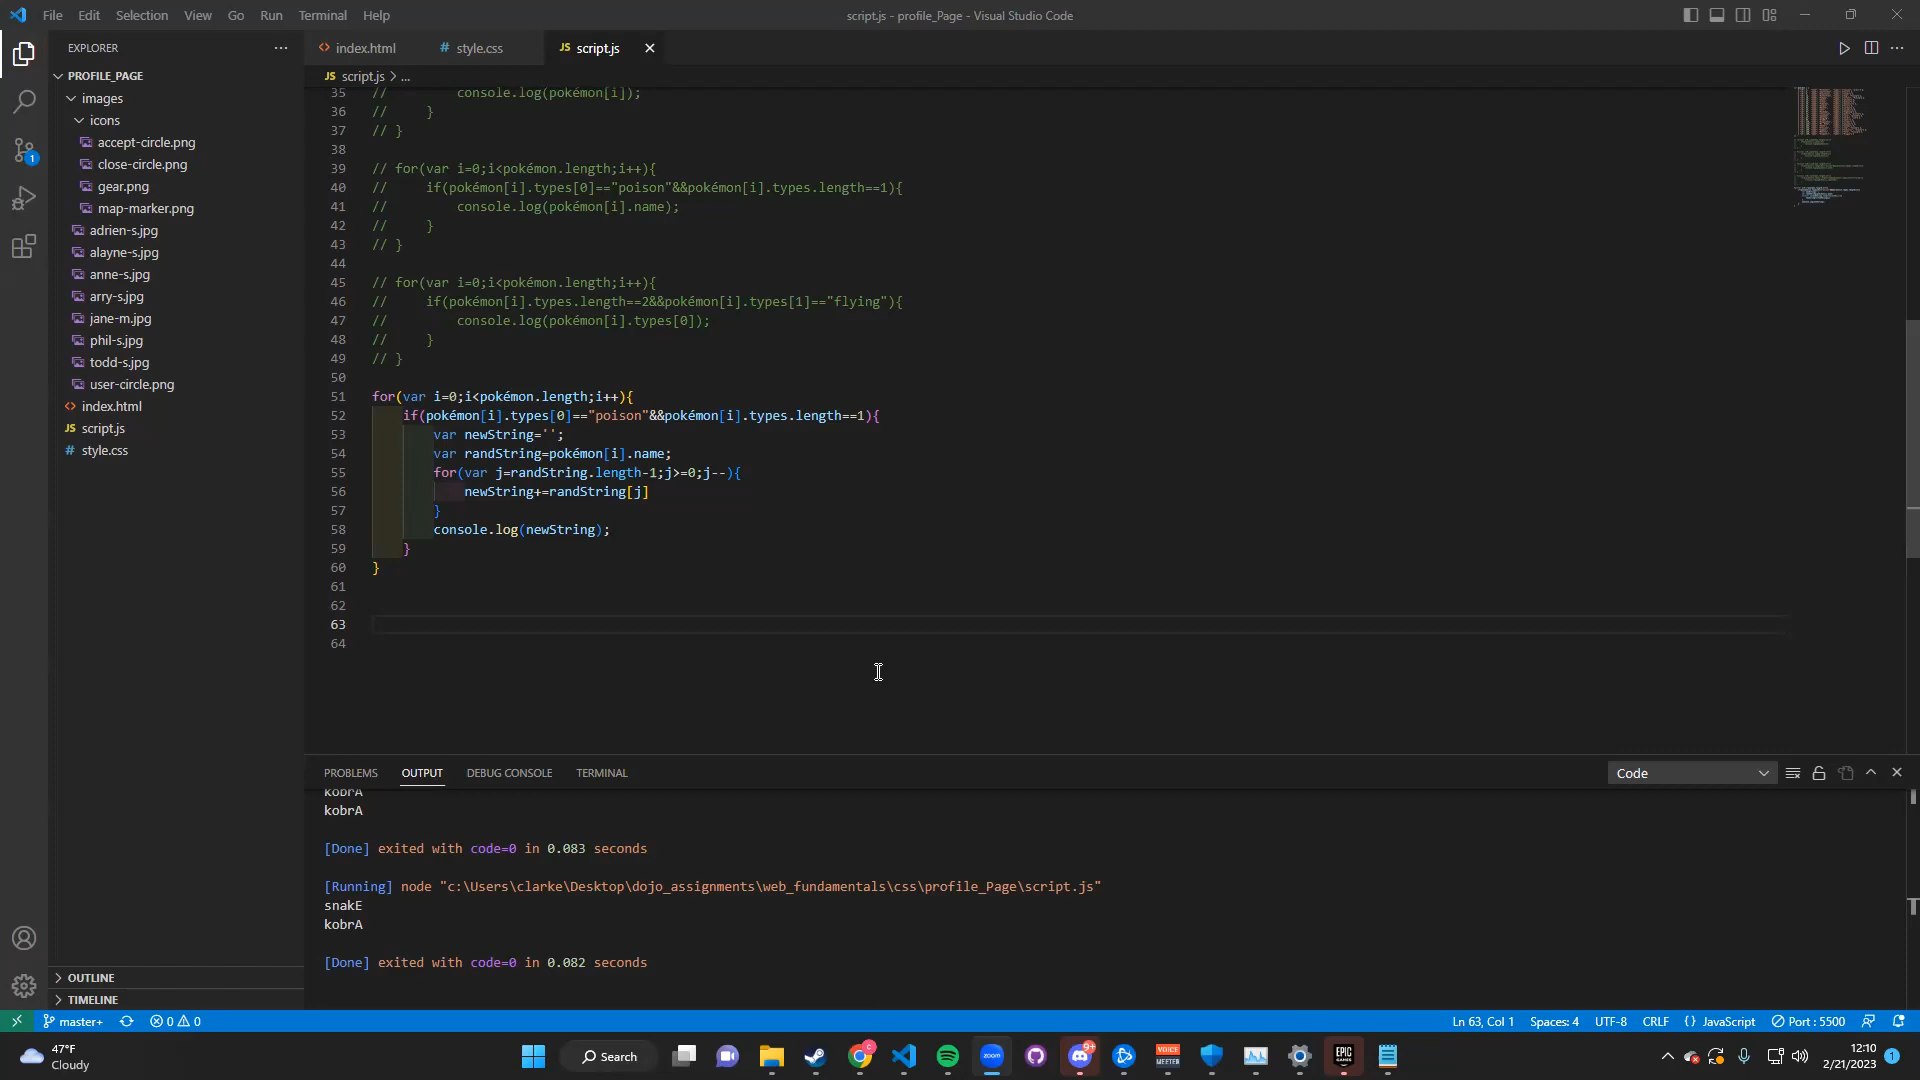 File Edit Selection View Go Run Terminal Help
script.js - profile_Page - Visual Studio Code
EXPLORER
PROFILE_PAGE
images
icons
accept-circle.png
close-circle.png
gear.png
map-marker.png
adrien-s.jpg
alayne-s.jpg
anne-s.jpg
arry-s.jpg
jane-m.jpg
phil-s.jpg
todd-s.jpg
user-circle.png
index.html
script.js
style.css
OUTLINE
TIMELINE
index.html style.css JS script.js
JS script.js > ...
35 // console.log(pokémon[i]);
36 // }
37 // }
38
39 // for(var i=0;i<pokémon.length;i++){
40 // if(pokémon[i].types[0]=="poison"&&pokémon[i].types.length==1){
41 // console.log(pokémon[i].name);
42 // }
43 // }
44
45 // for(var i=0;i<pokémon.length;i++){
46 // if(pokémon[i].types.length==2&&pokémon[i].types[1]=="flying"){
47 // console.log(pokémon[i].types[0]);
48 // }
49 // }
50
51 for(var i=0;i<pokémon.length;i++){
52 if(pokémon[i].types[0]=="poison"&&pokémon[i].types.length==1){
53 var newString='';
54 var randString=pokémon[i].name;
55 for(var j=randString.length-1;j>=0;j--){
56 newString+=randString[j]
57 }
58 console.log(newString);
59 }
60 }
61
62
63
64
PROBLEMS OUTPUT DEBUG CONSOLE TERMINAL
Code
kobrA
kobrA
[Done] exited with code=0 in 0.083 seconds
[Running] node "c:\Users\clarke\Desktop\dojo_assignments\web_fundamentals\css\profile_Page\script.js"
snakE
kobrA
[Done] exited with code=0 in 0.082 seconds
master+ 0 0
Ln 63, Col 1 Spaces: 4 UTF-8 CRLF {} JavaScript Port : 5500
47°F
Cloudy
Search
zoom
9+
VOICE
MEETER
EPIC
GAMES
12:10
2/21/2023
1